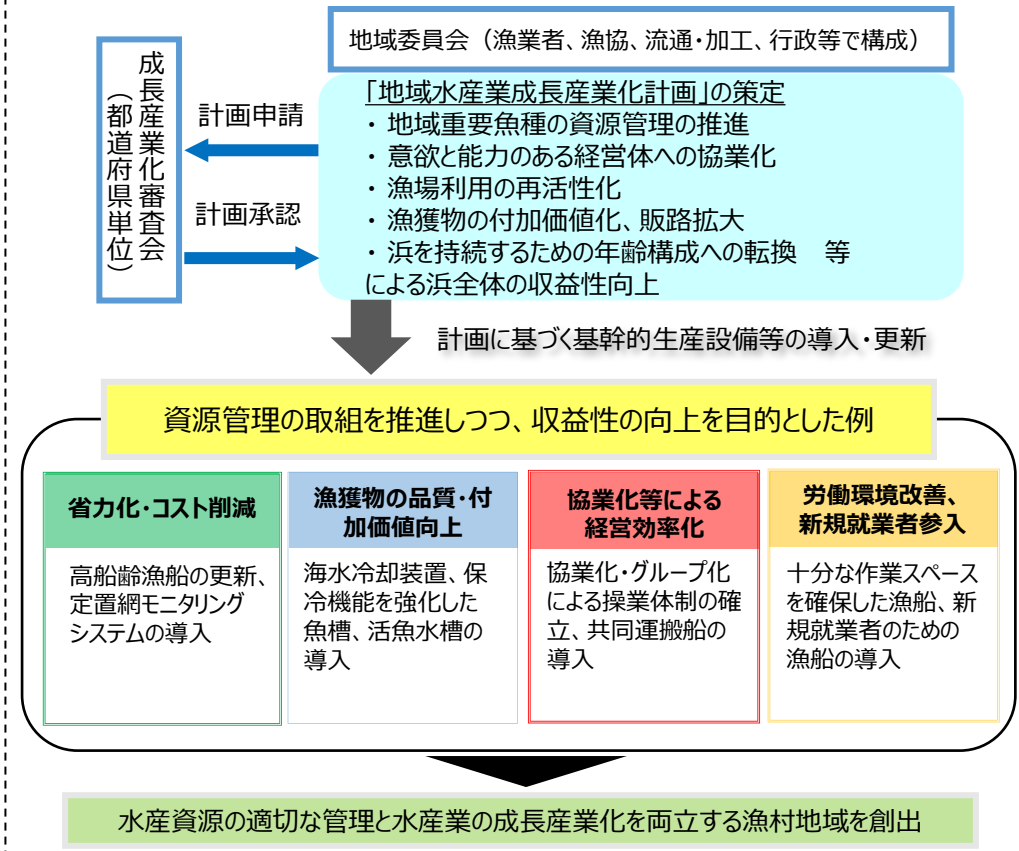 地域委員会（漁業者、漁協、流通・加工、行政等で構成）
成長産業化審査会
（都道府県単位）
計画申請
計画承認
「地域水産業成長産業化計画」の策定
・ 地域重要魚種の資源管理の推進
・ 意欲と能力のある経営体への協業化
・ 漁場利用の再活性化
・ 漁獲物の付加価値化、販路拡大
・ 浜を持続するための年齢構成への転換　等
による浜全体の収益性向上
計画に基づく基幹的生産設備等の導入・更新
資源管理の取組を推進しつつ、収益性の向上を目的とした例
省力化・コスト削減
高船齢漁船の更新、
定置網モニタリング
システムの導入
漁獲物の品質・付
加価値向上
海水冷却装置、保
冷機能を強化した
魚槽、活魚水槽の
導入
協業化等による
経営効率化
協業化・グループ化
による操業体制の確
立、共同運搬船の
導入
労働環境改善、
新規就業者参入
十分な作業スペース
を確保した漁船、新
規就業者のための
漁船の導入
水産資源の適切な管理と水産業の成長産業化を両立する漁村地域を創出